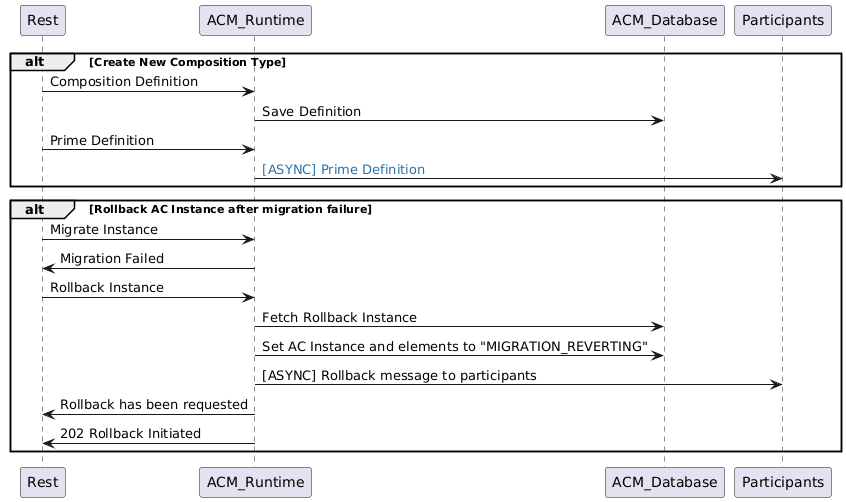 Rest
ACM_Runtime
ACM_Database
Participants
alt [Create New Composition Type]
Composition Definition
Save Definition
Prime Definition
[ASYNC] Prime Definition
alt [Rollback AC Instance after migration failure]
Migrate Instance
Migration Failed
Rollback Instance
Fetch Rollback Instance
Set AC Instance and elements to "MIGRATION_REVERTING"
[ASYNC] Rollback message to participants
Rollback has been requested
202 Rollback Initiated
Rest
ACM_Runtime
ACM_Database
Participants